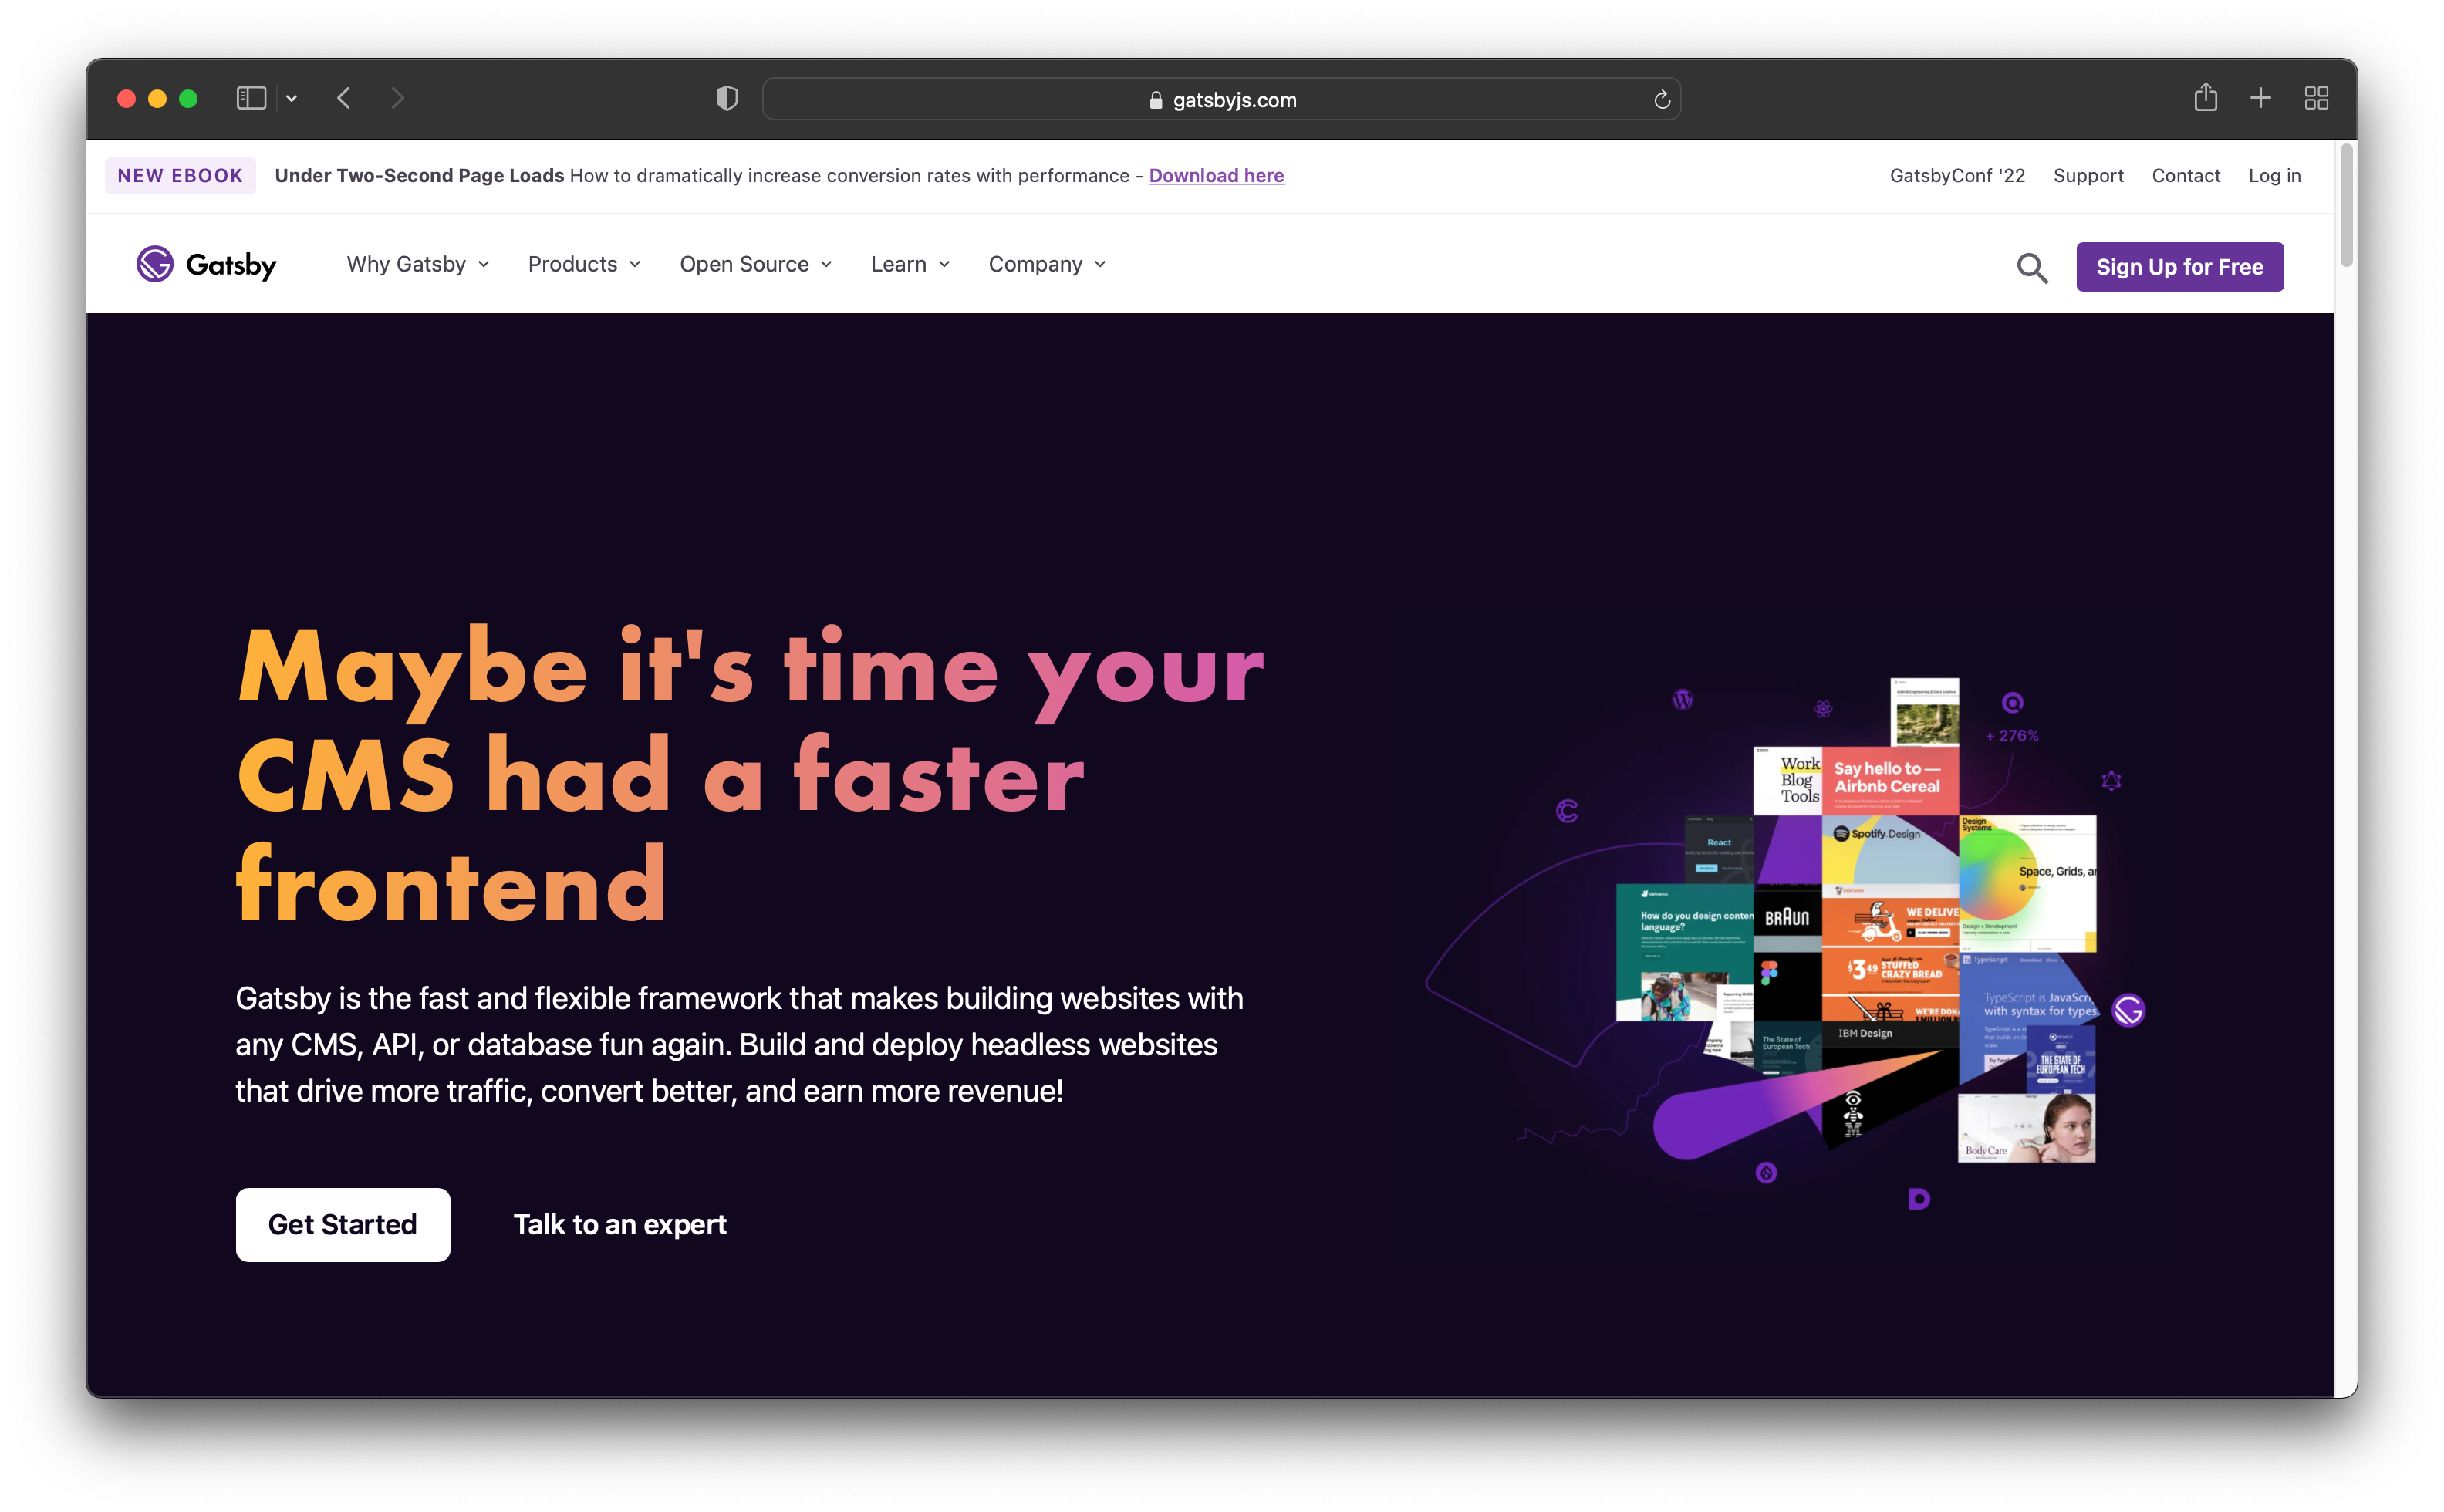 gatsbyjs.com
NEW EBOOK Under Two-Second Page Loads How to dramatically increase conversion rates with performance - Download here
GatsbyConf '22 Support Contact Log in
Gatsby Why Gatsby Products Open Source Learn Company
Sign Up for Free
Maybe it's time your
CMS had a faster
frontend
Gatsby is the fast and flexible framework that makes building websites with
any CMS, API, or database fun again. Build and deploy headless websites
that drive more traffic, convert better, and earn more revenue!
Get Started Talk to an expert
+ 276%
Work
Blog
Tools
Say hello to —
Airbnb Cereal
React
Spotify Design
Design
Systems
Space, Grids,
deliveroo
How do you design
language?
BRAUN
WE DELIVER
Design + Development
$3.49 STUFFED
CRAZY BREAD
TypeScript
TypeScript is
with syntax for types.
WE'RE
IBM Design
The State of
European Tech
THE STATE OF
EUROPEAN TECH
M
Body Care